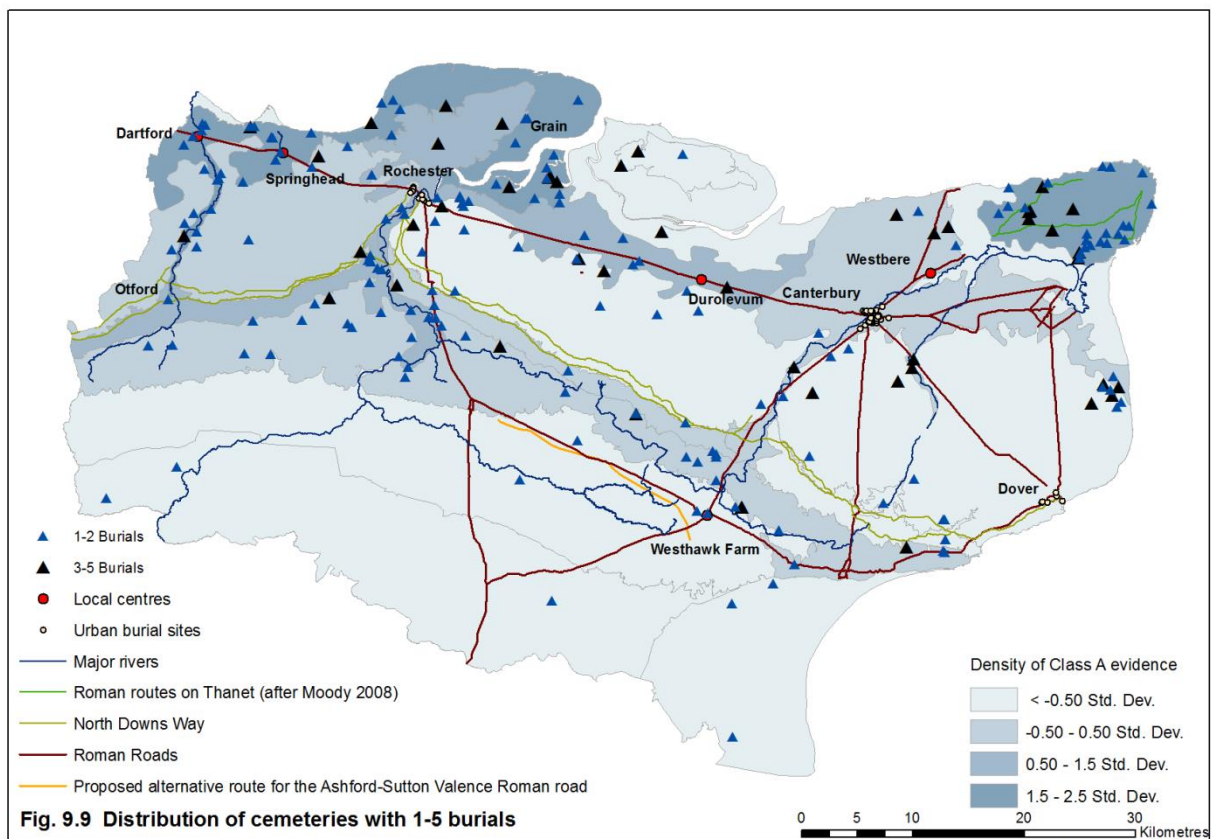 Grain
Dartford
Rochester
Springhead
Westbere
Otford
Durolevum
Canterbury
Dover
Westhawk Farm
1-2 Burials
3-5 Burials
Local centres
Urban burial sites
Major rivers
Roman routes on Thanet (after Moody 2008)
North Downs Way
Roman Roads
Proposed alternative route for the Ashford-Sutton Valence Roman road
Density of Class A evidence
< -0.50 Std. Dev.
-0.50 - 0.50 Std. Dev.
0.50 - 1.5 Std. Dev.
1.5 - 2.5 Std. Dev.
Fig. 9.9 Distribution of cemeteries with 1-5 burials
0 5 10 15 20 25 30
Kilometres